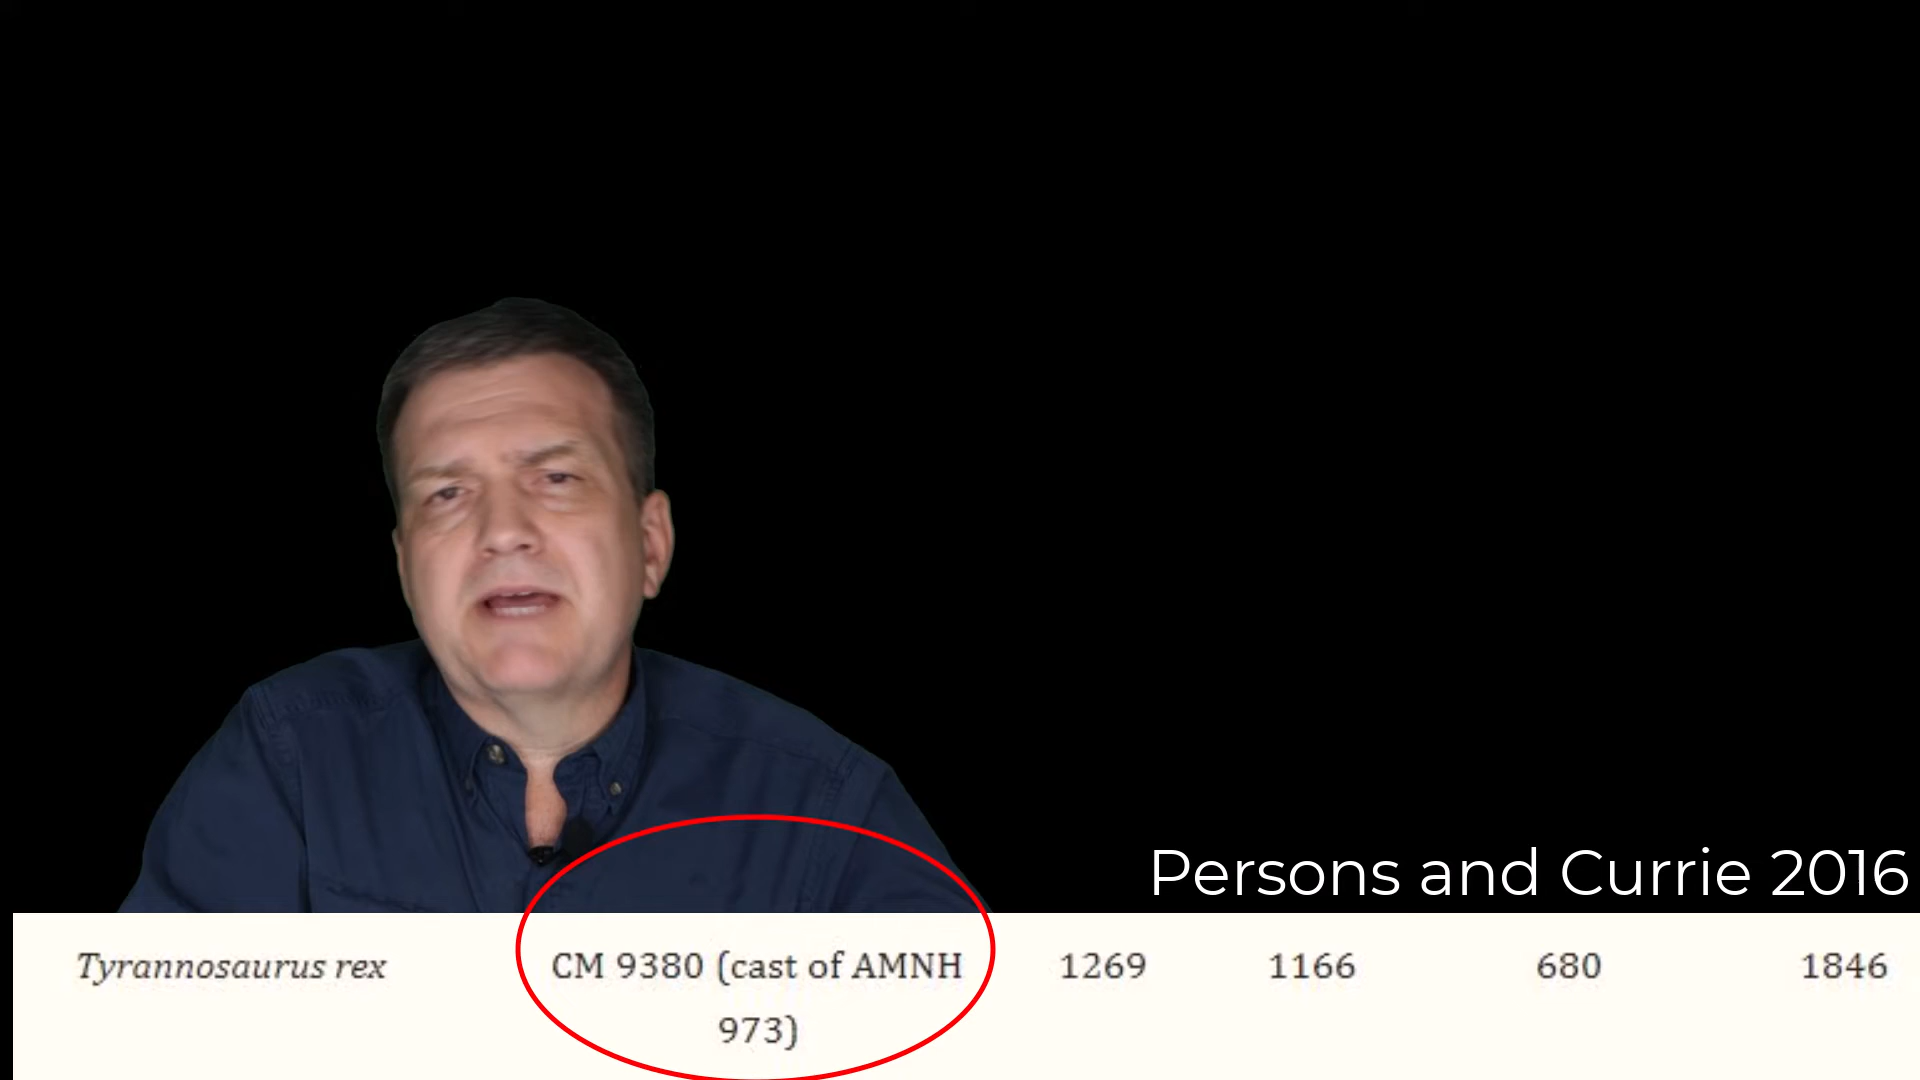 Persons and Currie 2016
Tyrannosaurus rex CM 9380 (cast of AMNH 1269 1166 680 1846
973)